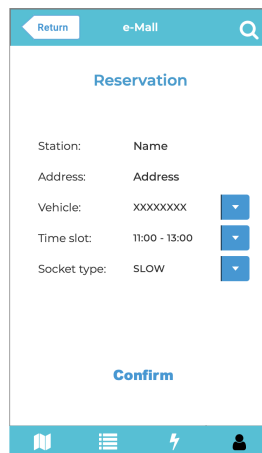 Return e-Mall
Reservation
Station: Name
Address: Address
Vehicle: XXXXXXXX
Time slot: 11:00 - 13:00
Socket type: SLOW
Confirm